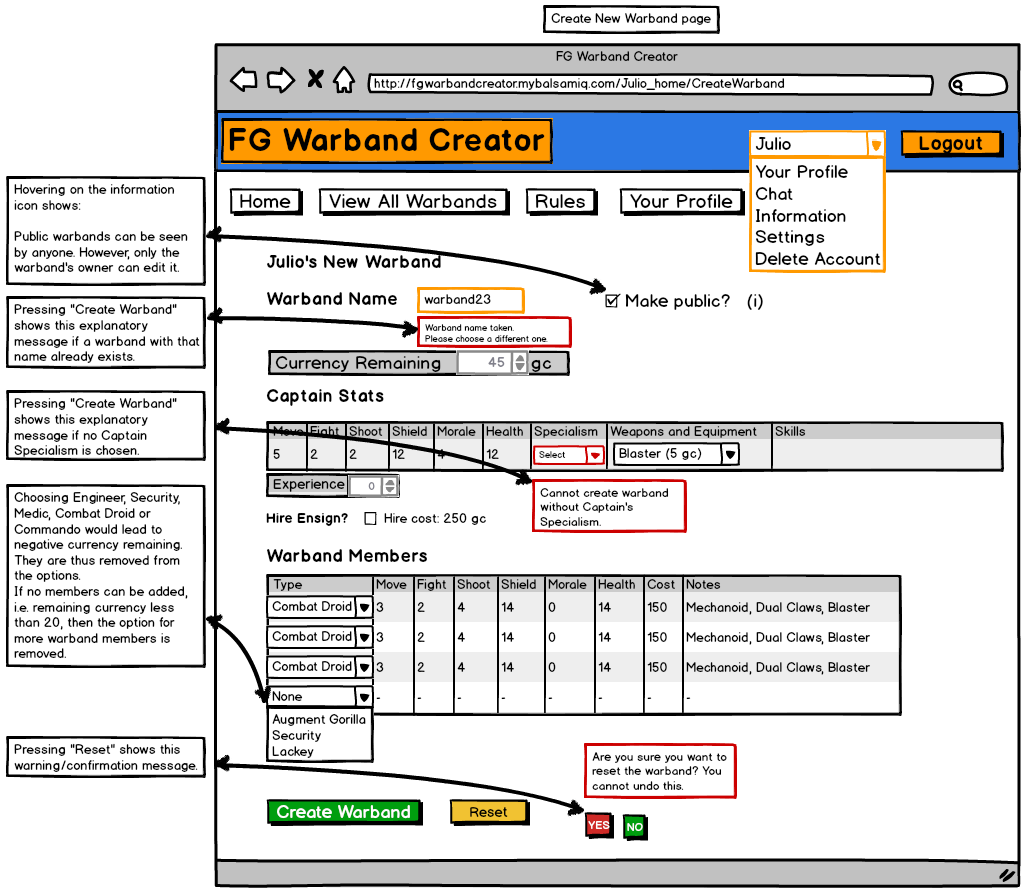 Create New Warband page
FG Warband Creator
http://fgwarbandcreator.mybalsamiq.com/Julio_home/CreateWarband
FG Warband Creator
Julio
Logout
Your Profile
Chat
Information
Settings
Delete Account
Home
View All Warbands
Rules
Your Profile
Hovering on the information
icon shows:
Public warbands can be seen
by anyone. However, only the
warband's owner can edit it.
Julio's New Warband
Warband Name
warband23
Make public? (i)
Pressing "Create Warband"
shows this explanatory
message if a warband with that
name already exists.
Warband name taken.
Please choose a different one.
Currency Remaining 45 gc
Captain Stats
Pressing "Create Warband"
shows this explanatory
message if no Captain
Specialism is chosen.
Move Fight Shoot Shield Morale Health Specialism Weapons and Equipment Skills
5 2 2 12 4 12 Select Blaster (5 gc)
Experience 0
Cannot create warband
without Captain's
Specialism.
Hire Ensign? Hire cost: 250 gc
Choosing Engineer, Security,
Medic, Combat Droid or
Commando would lead to
negative currency remaining.
They are thus removed from
the options.
If no members can be added,
i.e. remaining currency less
than 20, then the option for
more warband members is
removed.
Warband Members
Type Move Fight Shoot Shield Morale Health Cost Notes
Combat Droid 3 2 4 14 0 14 150 Mechanoid, Dual Claws, Blaster
Combat Droid 3 2 4 14 0 14 150 Mechanoid, Dual Claws, Blaster
Combat Droid 3 2 4 14 0 14 150 Mechanoid, Dual Claws, Blaster
None - - - - - - - -
Augment Gorilla
Security
Lackey
Pressing "Reset" shows this
warning/confirmation message.
Are you sure you want to
reset the warband? You
cannot undo this.
Create Warband
Reset
YES
NO